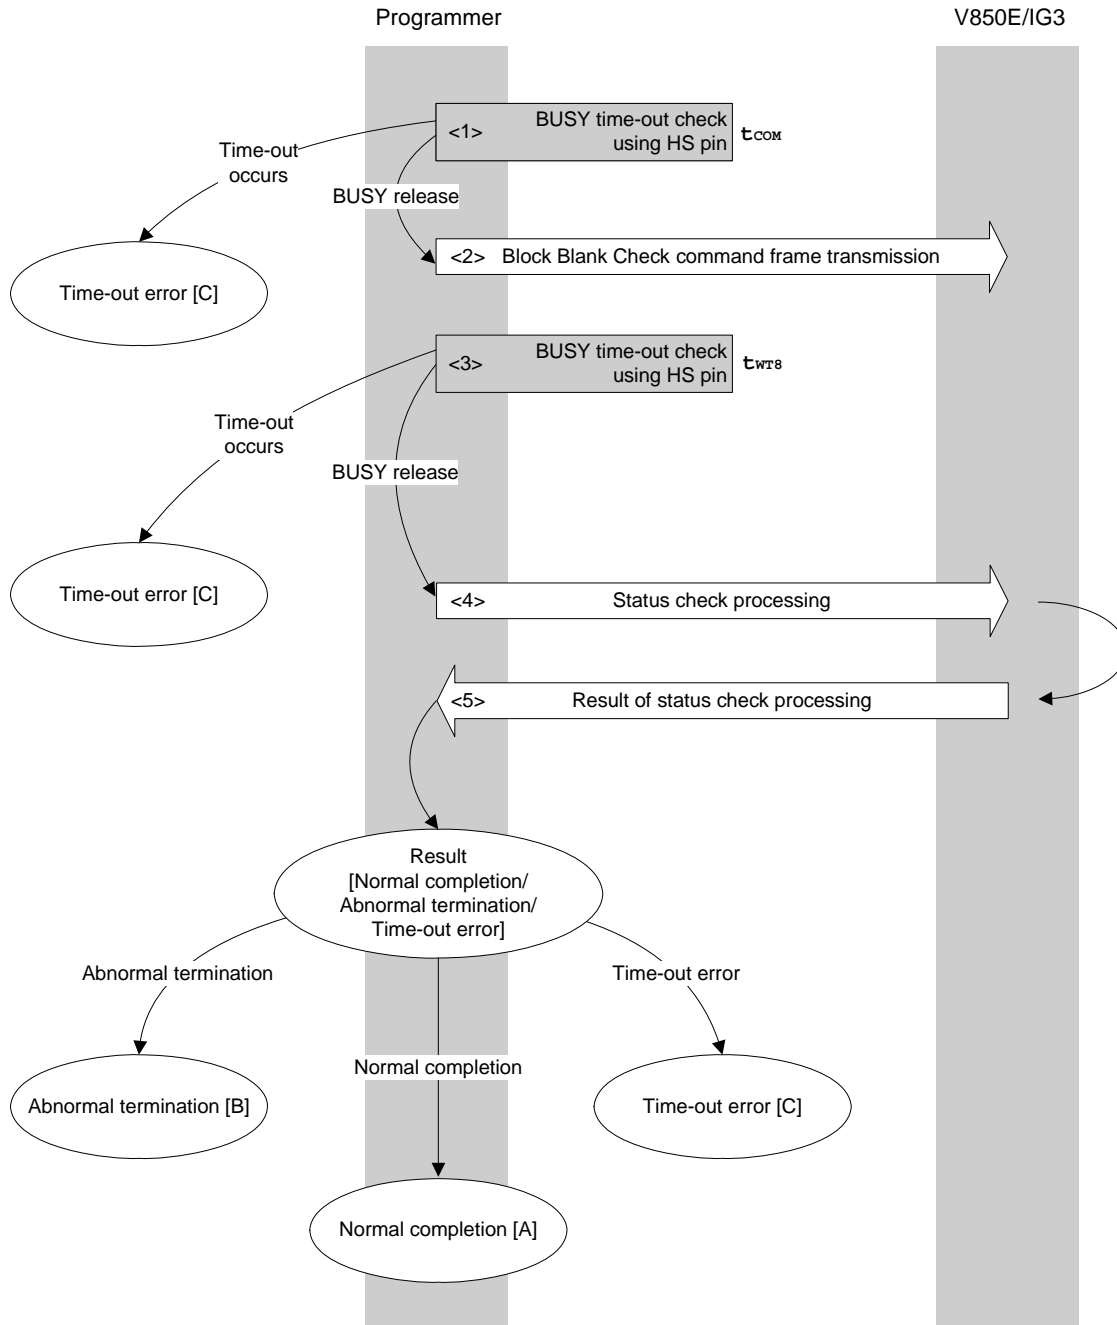 Programmer
V850E/IG3
<1>
BUSY time-out check
using HS pin
tCOM
Time-out
occurs
BUSY release
<2> Block Blank Check command frame transmission
Time-out error [C]
<3>
BUSY time-out check
using HS pin
tWT8
Time-out
occurs
BUSY release
Time-out error [C]
<4> Status check processing
<5> Result of status check processing
Result
[Normal completion/
Abnormal termination/
Time-out error]
Abnormal termination
Time-out error
Normal completion
Abnormal termination [B]
Time-out error [C]
Normal completion [A]